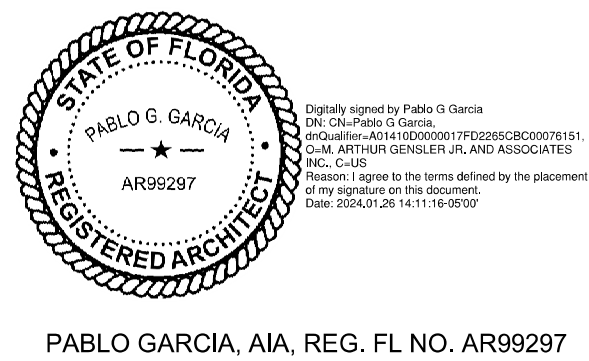 STATE OF FLORIDA
PABLO G. GARCIA
AR99297
REGISTERED ARCHITECT
Digitally signed by Pablo G Garcia
DN: CN=Pablo G Garcia,
dnQualifier=A01410D0000017FD2265CBC00076151,
O=M. ARTHUR GENSLER JR. AND ASSOCIATES
INC., C=US
Reason: I agree to the terms defined by the placement
of my signature on this document.
Date: 2024.01.26 14:11:16-05'00'
PABLO GARCIA, AIA, REG. FL NO. AR99297